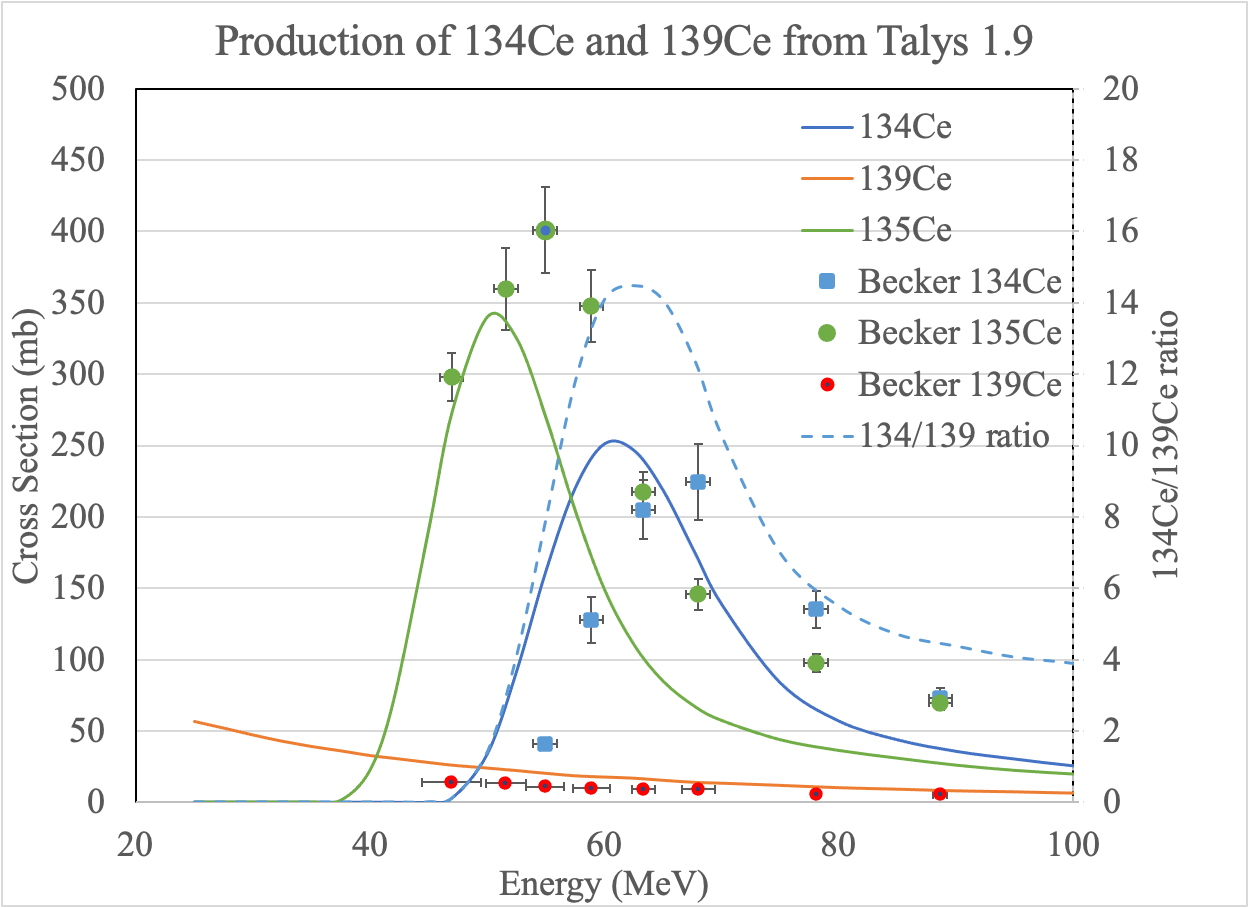 Production of 134Ce and 139Ce from Talys 1.9
500
450
400
350
300
250
200
150
100
50
0
Cross Section (mb)
20
40
60
80
100
Energy (MeV)
20
18
16
14
12
10
8
6
4
2
0
134Ce/139Ce ratio
134Ce
139Ce
135Ce
Becker 134Ce
Becker 135Ce
Becker 139Ce
134/139 ratio